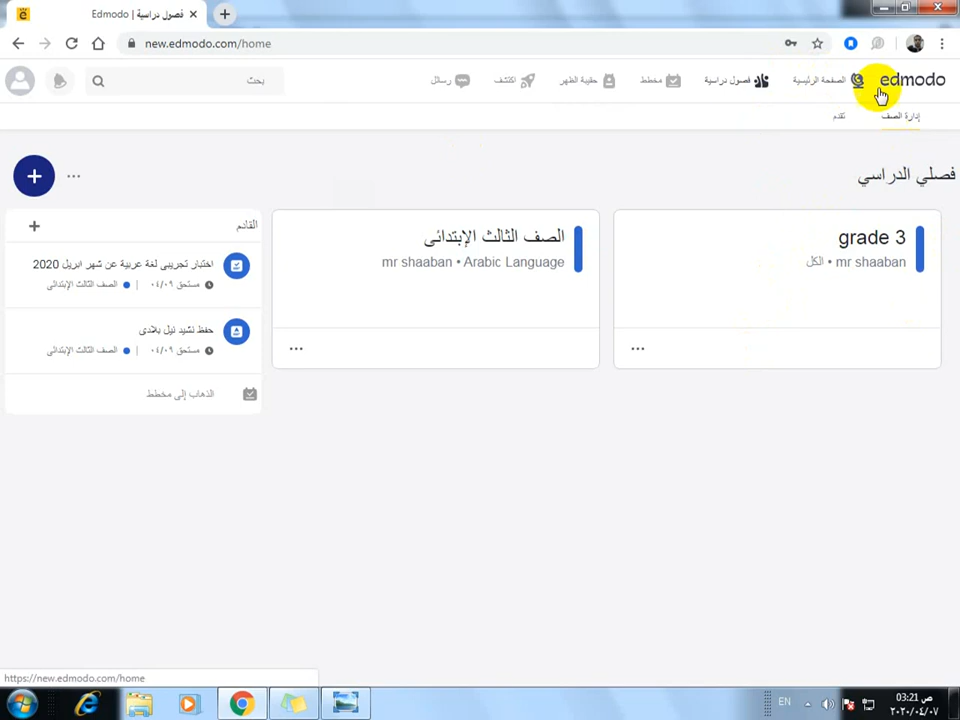 فصول دراسية | Edmodo
new.edmodo.com/home
edmodo
الصفحة الرئيسية
فصول دراسية
مخطط
حقيبة الظهر
اكتشف
رسائل
بحث
إدارة الصف
تقدم
فصلي الدراسي
grade 3
mr shaaban • الكل
الصف الثالث الإبتدائى
mr shaaban • Arabic Language
القادم
اختبار تجريبى لغة عربية عن شهر ابريل 2020
مستحق ٠٤/٠٩ | الصف الثالث الإبتدائى
حفظ نشيد نيل بلادى
مستحق ٠٤/٠٩ | الصف الثالث الإبتدائى
الذهاب إلى مخطط
https://new.edmodo.com/home
EN
03:21 ص
٢٠٢٠/٠٤/٠٧